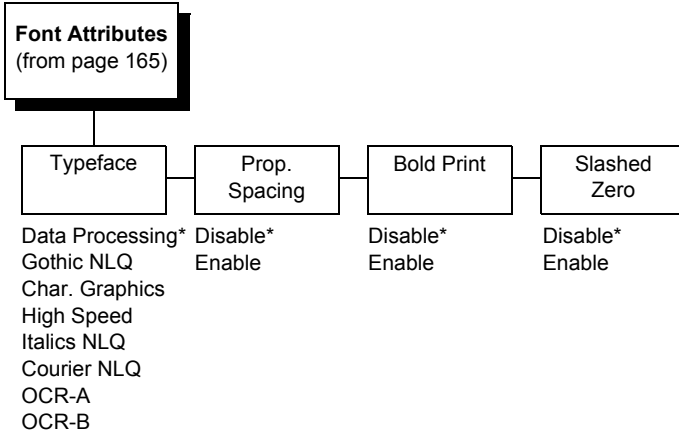 Font Attributes
(from page 165)
Typeface
Prop.
Spacing
Bold Print
Slashed
Zero
Data Processing*
Gothic NLQ
Char. Graphics
High Speed
Italics NLQ
Courier NLQ
OCR-A
OCR-B
Disable*
Enable
Disable*
Enable
Disable*
Enable